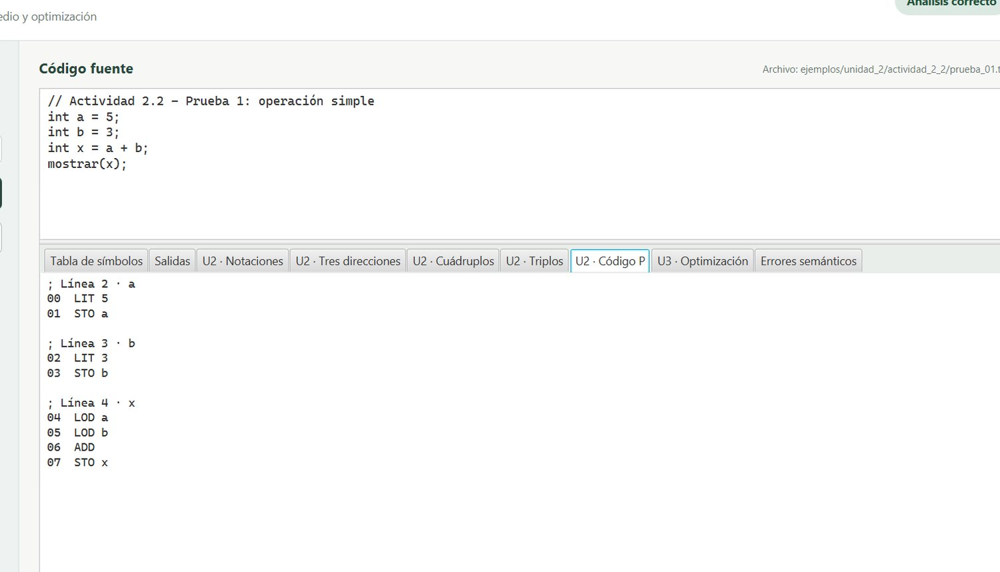 edio y optimización
Análisis correcto
Código fuente
Archivo: ejemplos/unidad_2/actividad_2_2/prueba_01.t
// Actividad 2.2 – Prueba 1: operación simple
int a = 5;
int b = 3;
int x = a + b;
mostrar(x);
Tabla de símbolos
Salidas
U2 · Notaciones
U2 · Tres direcciones
U2 · Cuádruplos
U2 · Triplos
U2 · Código P
U3 · Optimización
Errores semánticos
; Línea 2 · a
00  LIT 5
01  STO a
; Línea 3 · b
02  LIT 3
03  STO b
; Línea 4 · x
04  LOD a
05  LOD b
06  ADD
07  STO x